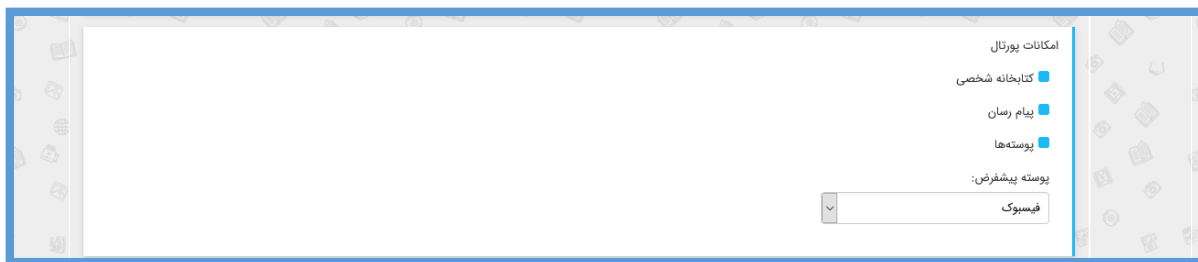 امکانات پورتال
کتابخانه شخصی
پیام رسان
پوسته‌ها
پوسته پیشفرض:
فیسبوک